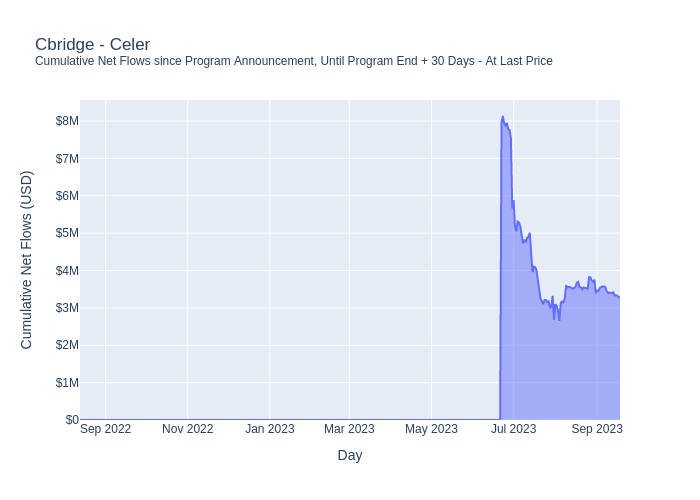 Cbridge - Celer
Cumulative Net Flows since Program Announcement, Until Program End + 30 Days - At Last Price
Cumulative Net Flows (USD)
$8M
$7M
$6M
$5M
$4M
$3M
$2M
$1M
$0
Sep 2022
Nov 2022
Jan 2023
Mar 2023
May 2023
Jul 2023
Sep 2023
Day